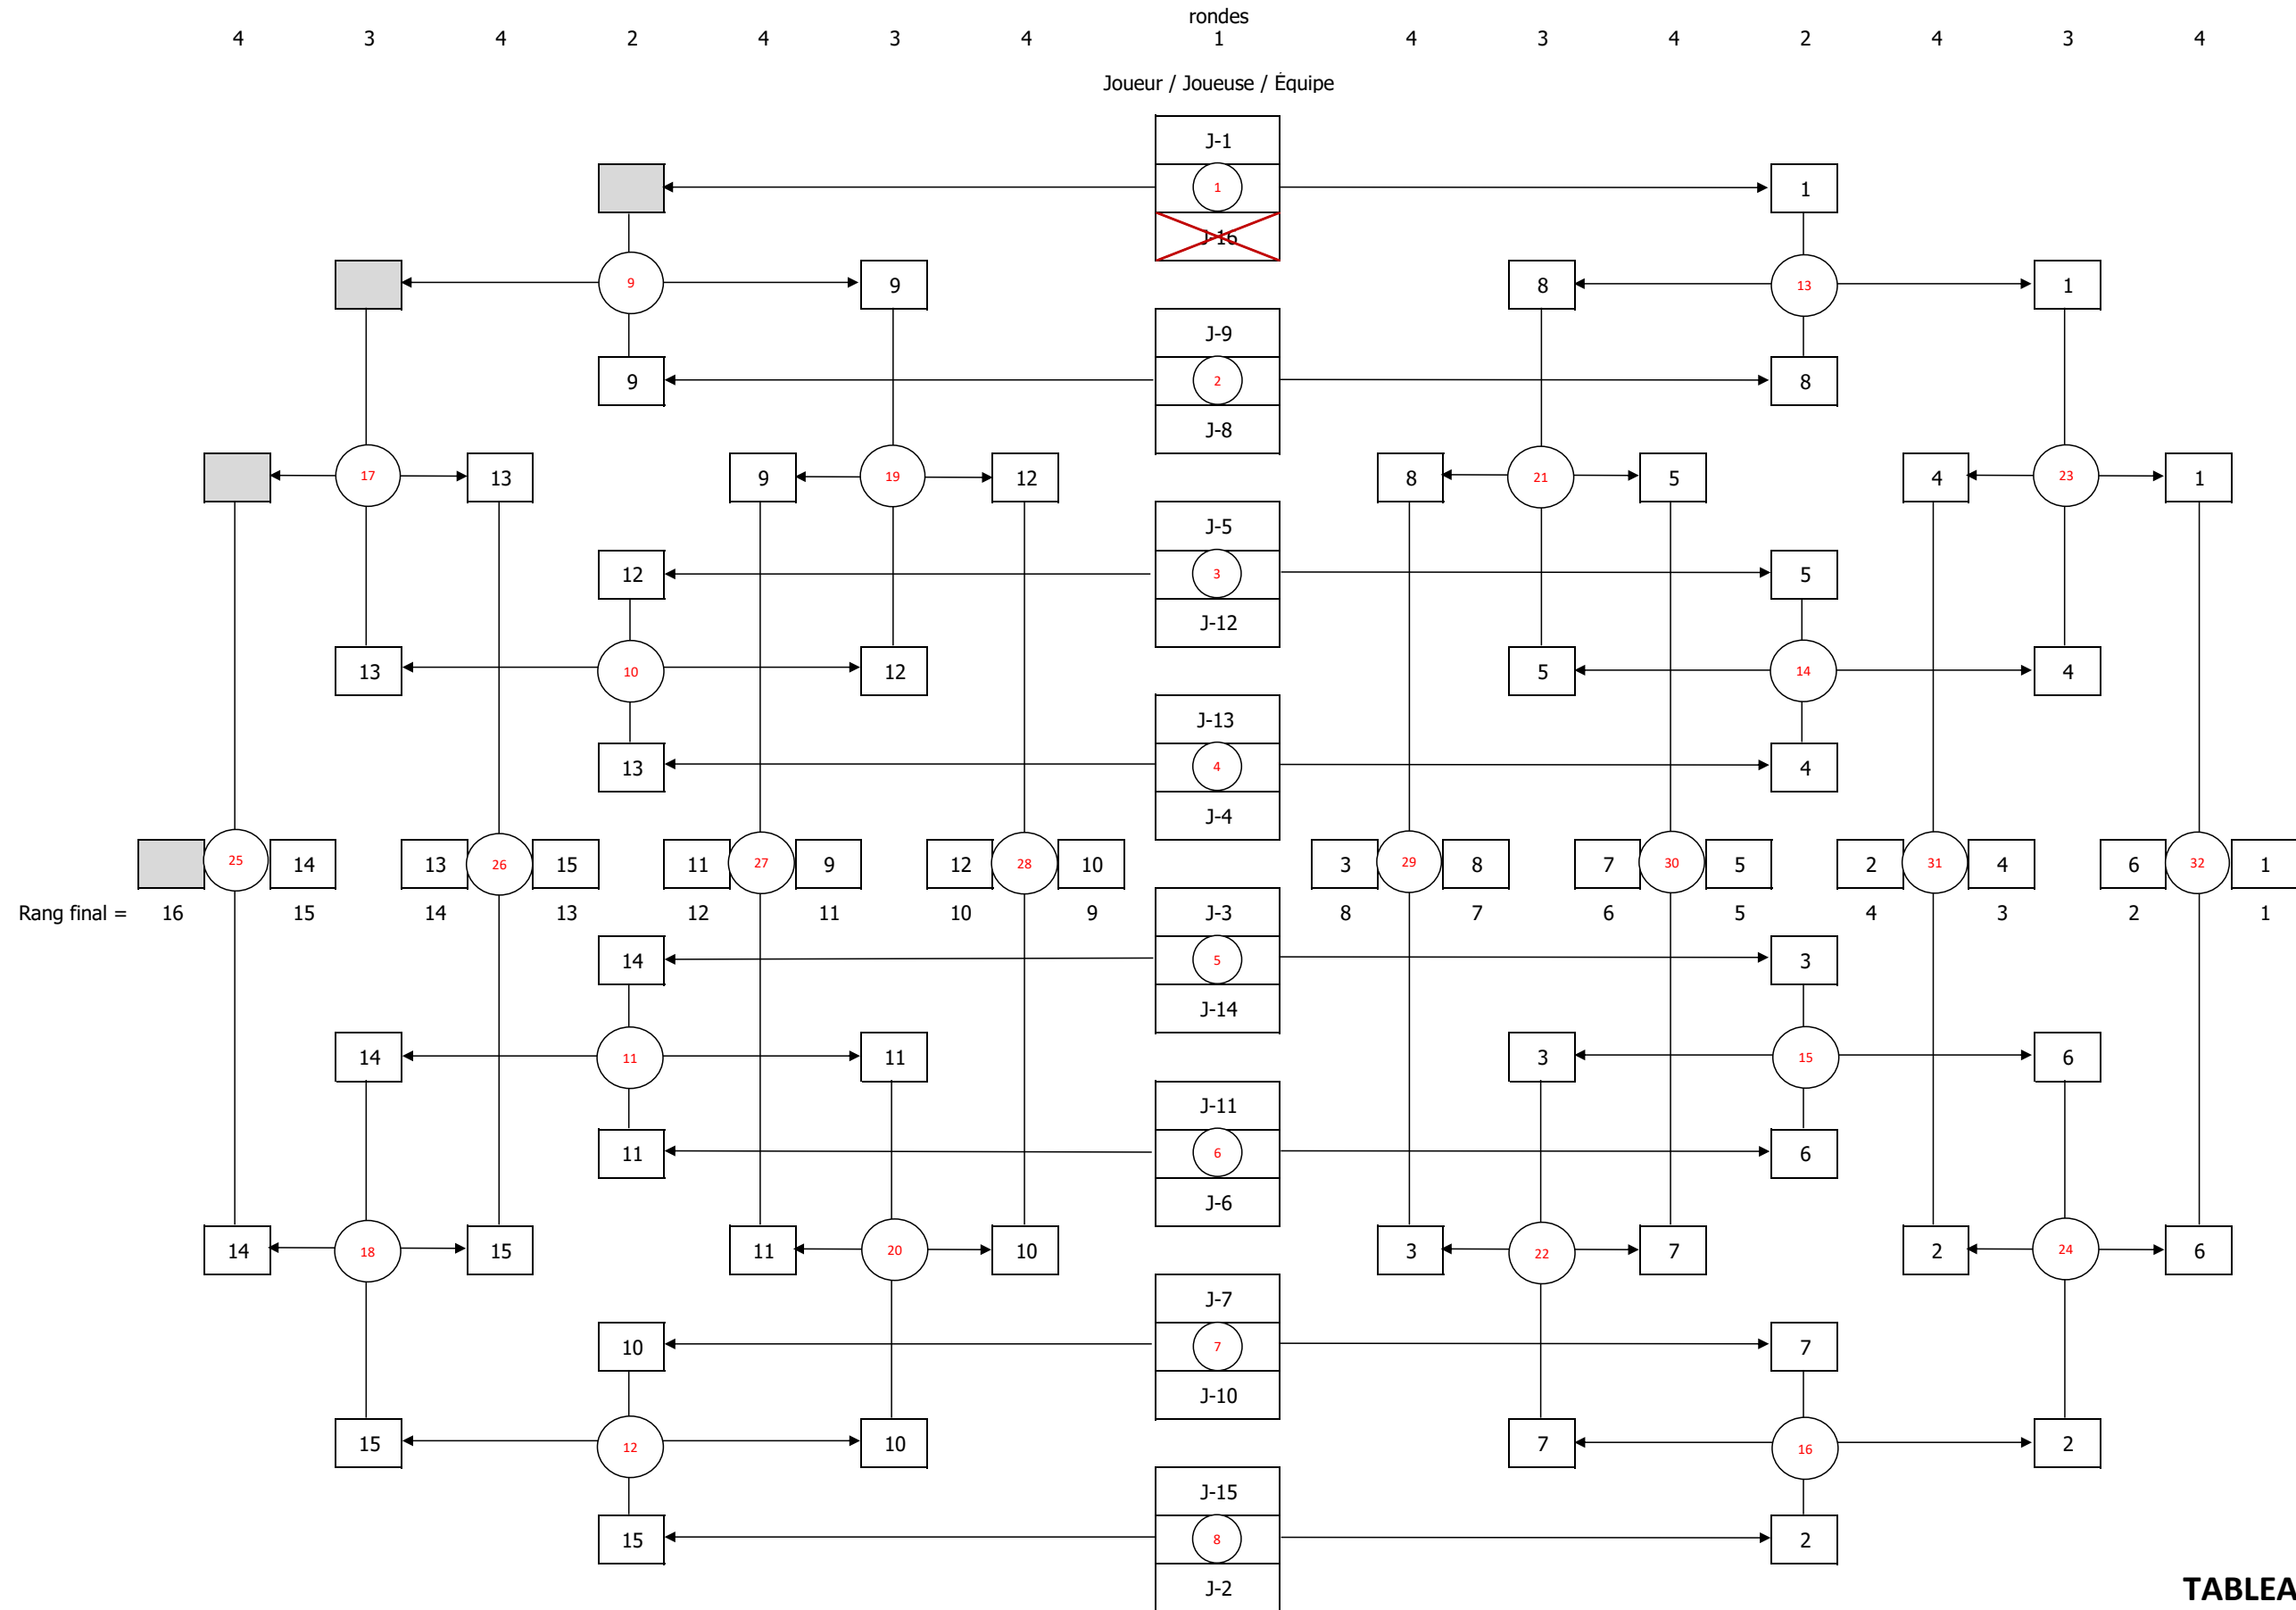 rondes
4 3 4 2 4 3 4 1 4 3 4 2 4 3 4
Joueur / Joueuse / Équipe
J-1
1 1
J-16
9 9 8 13 1
J-9
9 2 8
J-8
17 13 9 19 12 8 21 5 4 23 1
J-5
12 3 5
J-12
13 10 12 5 14 4
J-13
13 4 4
J-4
25 14 13 26 15 11 27 9 12 28 10 3 29 8 7 30 5 2 31 4 6 32 1
Rang final = 16 15 14 13 12 11 10 9 J-3 8 7 6 5 4 3 2 1
14 5 3
J-14
14 11 11 3 15 6
J-11
11 6 6
J-6
14 18 15 11 20 10 3 22 7 2 24 6
J-7
10 7 7
J-10
15 12 10 7 16 2
J-15
15 8 2
J-2
TABLEA